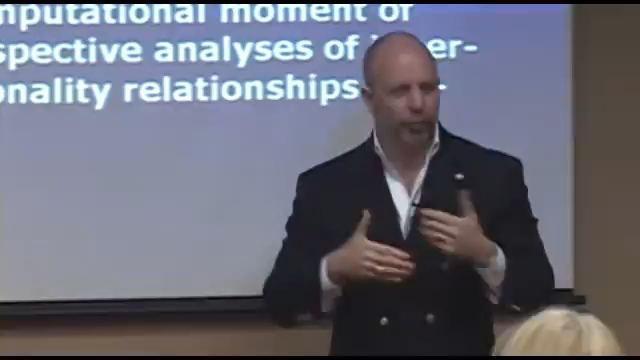 mputational moment of
spective analyses of
onality relationships